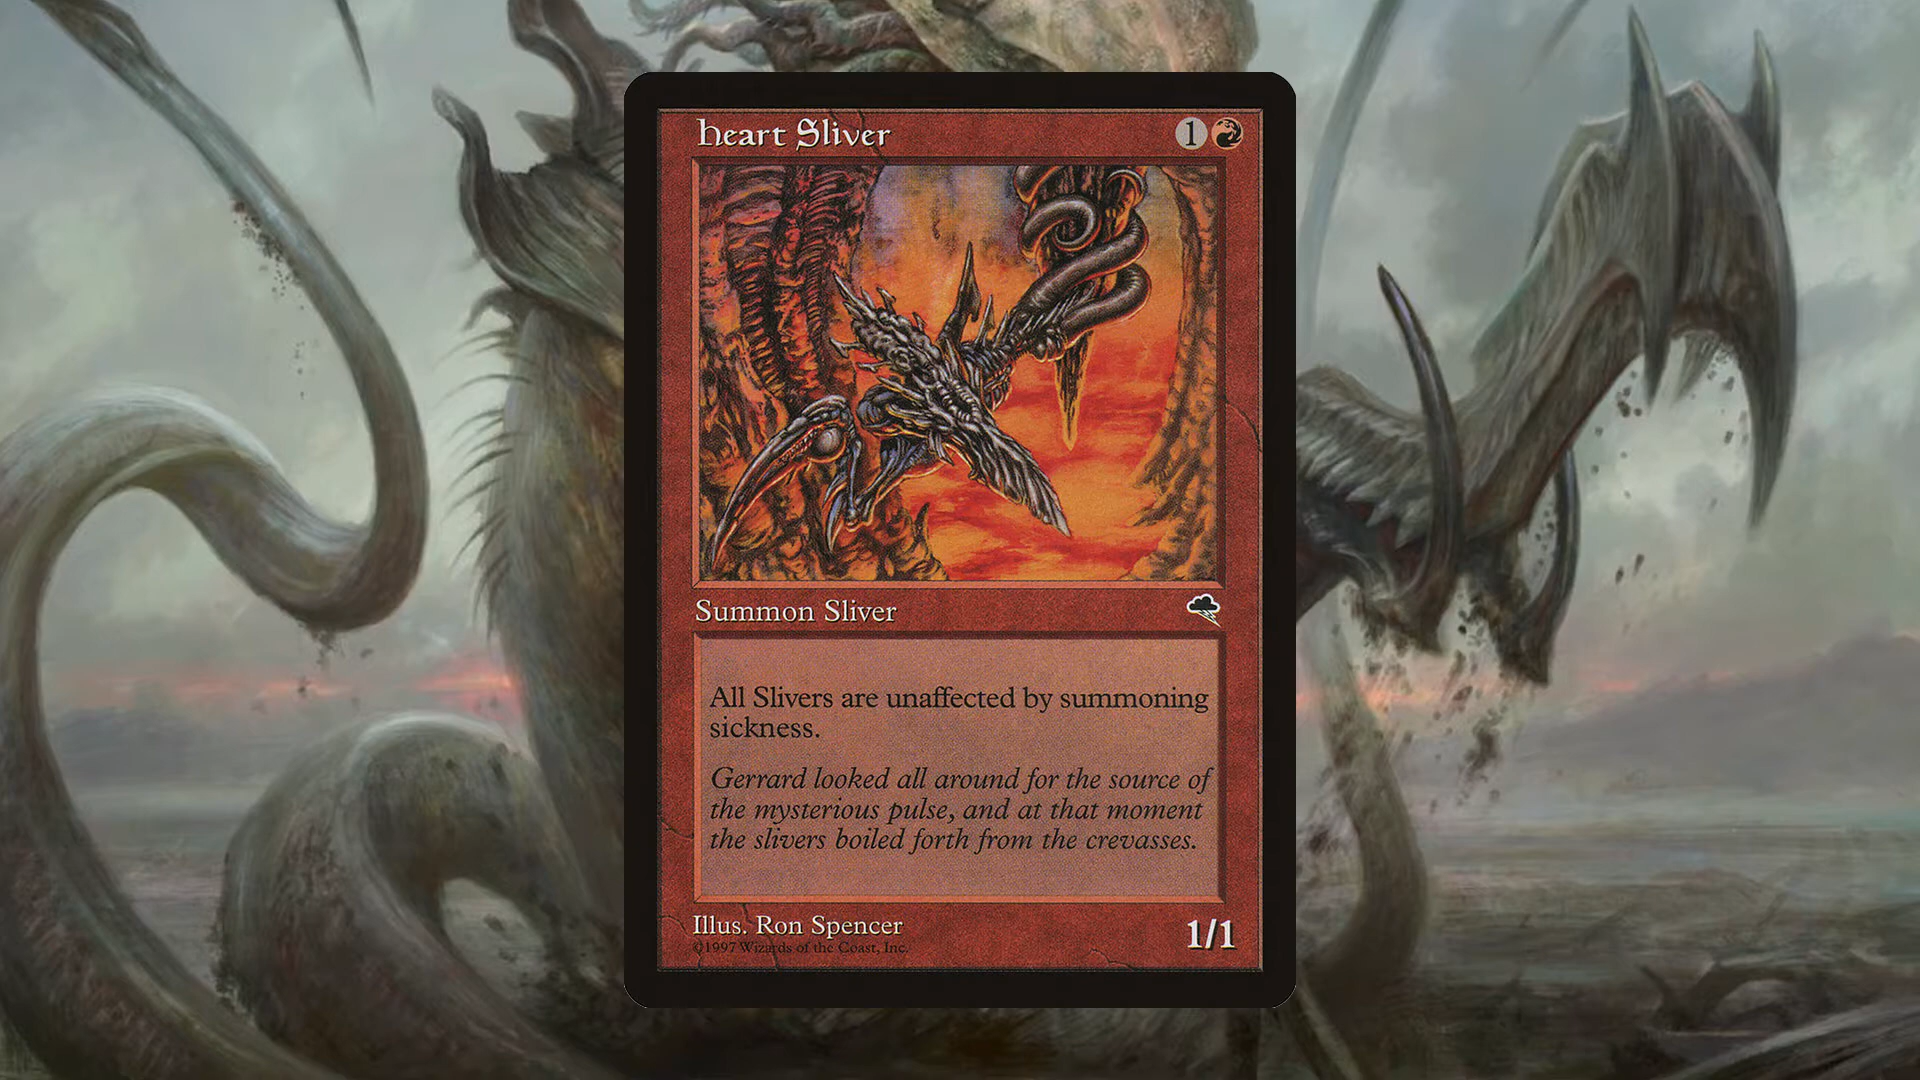 Heart Sliver
1
Summon Sliver
All Slivers are unaffected by summoning
sickness.
Gerrard looked all around for the source of
the mysterious pulse, and at that moment
the slivers boiled forth from the crevasses.
Illus. Ron Spencer
©1997 Wizards of the Coast, Inc.
1/1